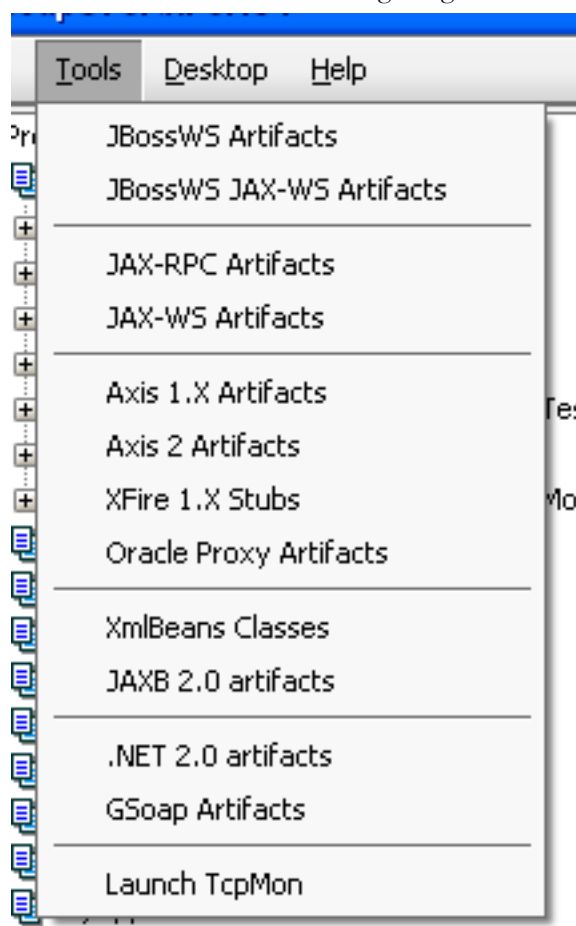 Tools Desktop Help
JBossWS Artifacts
JBossWS JAX-WS Artifacts
JAX-RPC Artifacts
JAX-WS Artifacts
Axis 1.X Artifacts
Axis 2 Artifacts
XFire 1.X Stubs
Oracle Proxy Artifacts
XmlBeans Classes
JAXB 2.0 artifacts
.NET 2.0 artifacts
GSoap Artifacts
Launch TcpMon